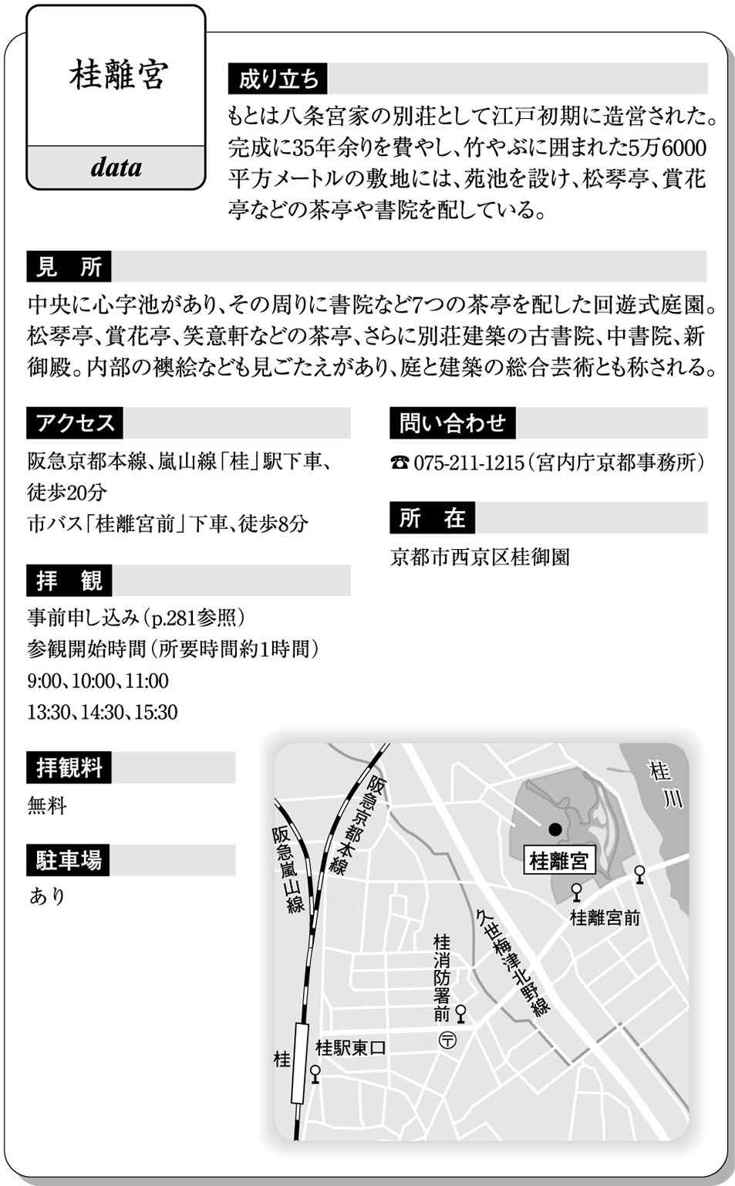 桂離宮
data
成り立ち
もとは八条宮家の別荘として江戸初期に造営された。
完成に35年余りを費やし、竹やぶに囲まれた5万6000
平方メートルの敷地には、苑池を設け、松琴亭、賞花
亭などの茶亭や書院を配している。
見 所
中央に心字池があり、その周りに書院など7つの茶亭を配した回遊式庭園。
松琴亭、賞花亭、笑意軒などの茶亭、さらに別荘建築の古書院、中書院、新
御殿。内部の襖絵なども見ごたえがあり、庭と建築の総合芸術とも称される。
アクセス
阪急京都本線、嵐山線「桂」駅下車、
徒歩20分
市バス「桂離宮前」下車、徒歩8分
問い合わせ
☎075-211-1215(宮内庁京都事務所)
所 在
京都市西京区桂御園
拝 観
事前申し込み(p.281参照)
参観開始時間(所要時間約1時間)
9:00、10:00、11:00
13:30、14:30、15:30
拝観料
無料
駐車場
あり
阪急京都本線
阪急嵐山線
桂川
桂離宮
桂離宮前
久世梅津北野線
桂消防署前
〒
桂駅東口
桂